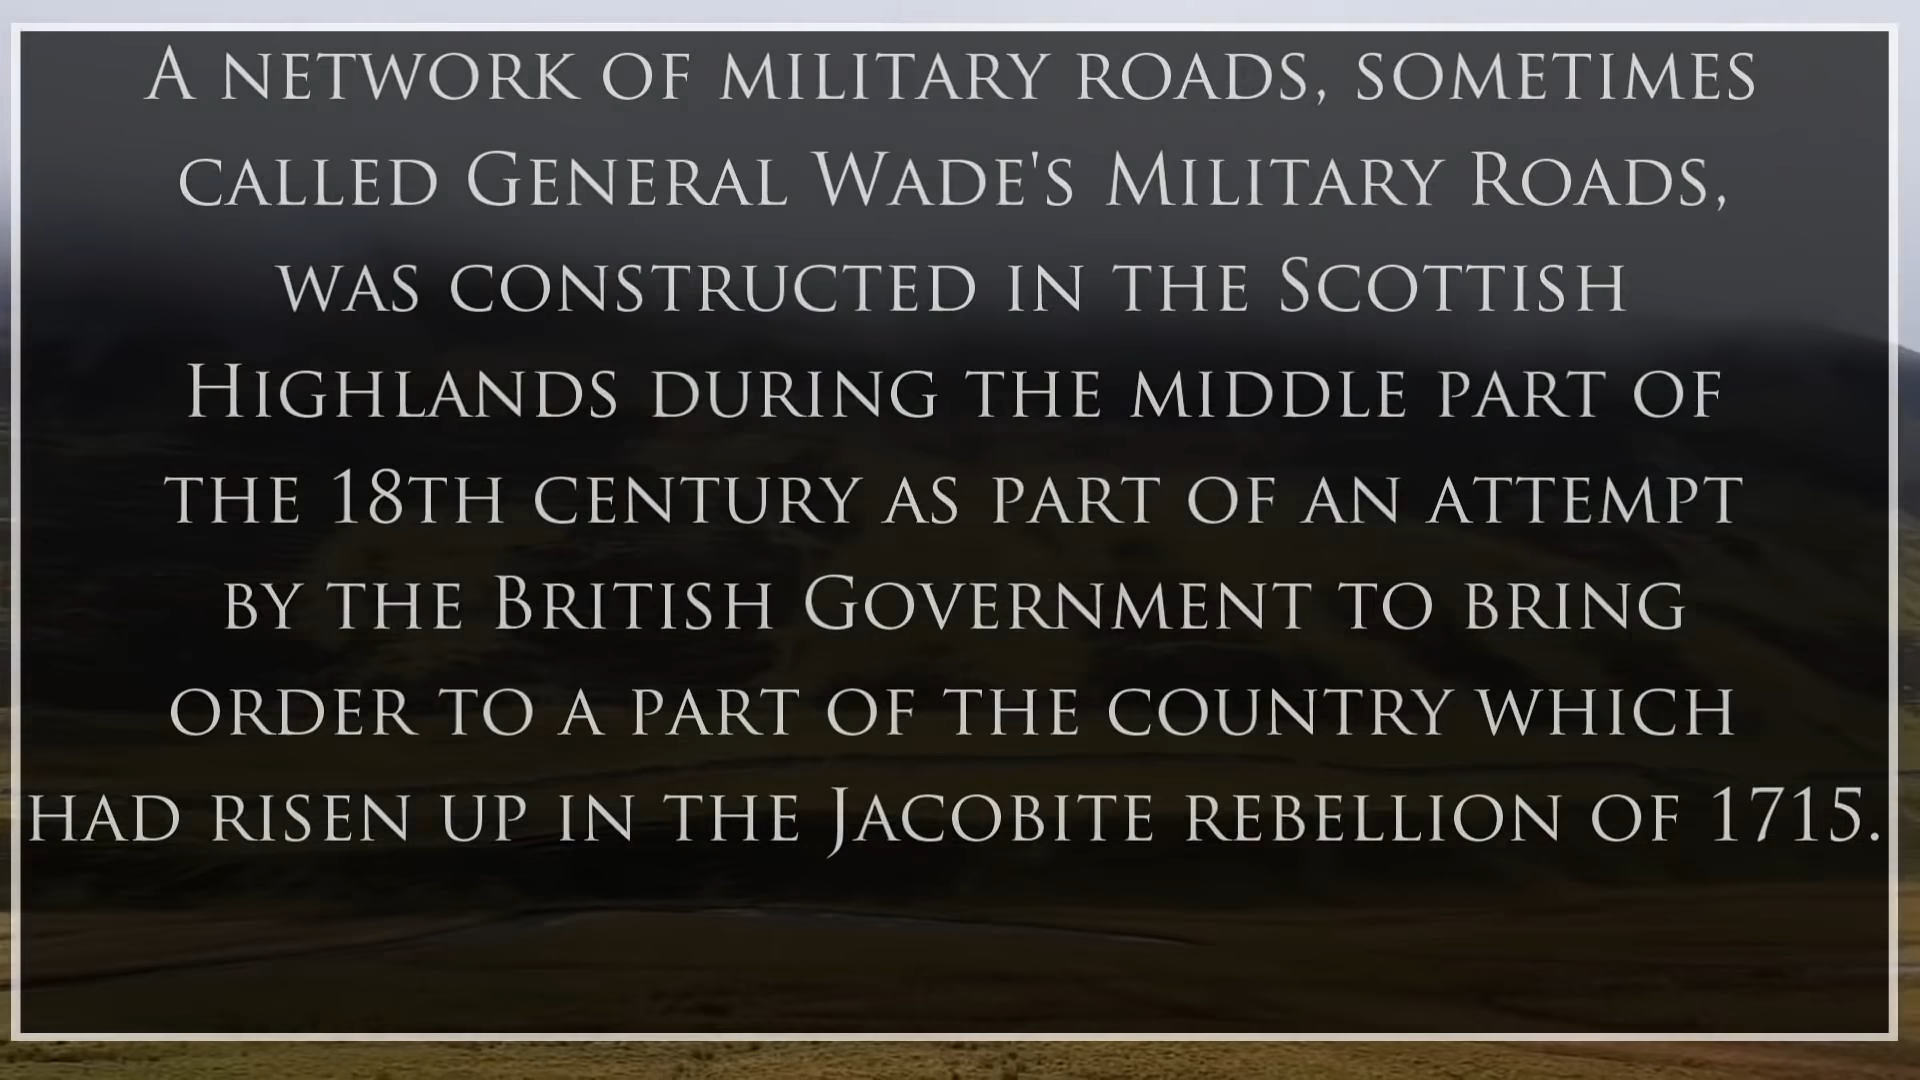 A network of military roads, sometimes
called General Wade's Military Roads,
was constructed in the Scottish
Highlands during the middle part of
the 18th century as part of an attempt
by the British Government to bring
order to a part of the country which
had risen up in the Jacobite rebellion of 1715.